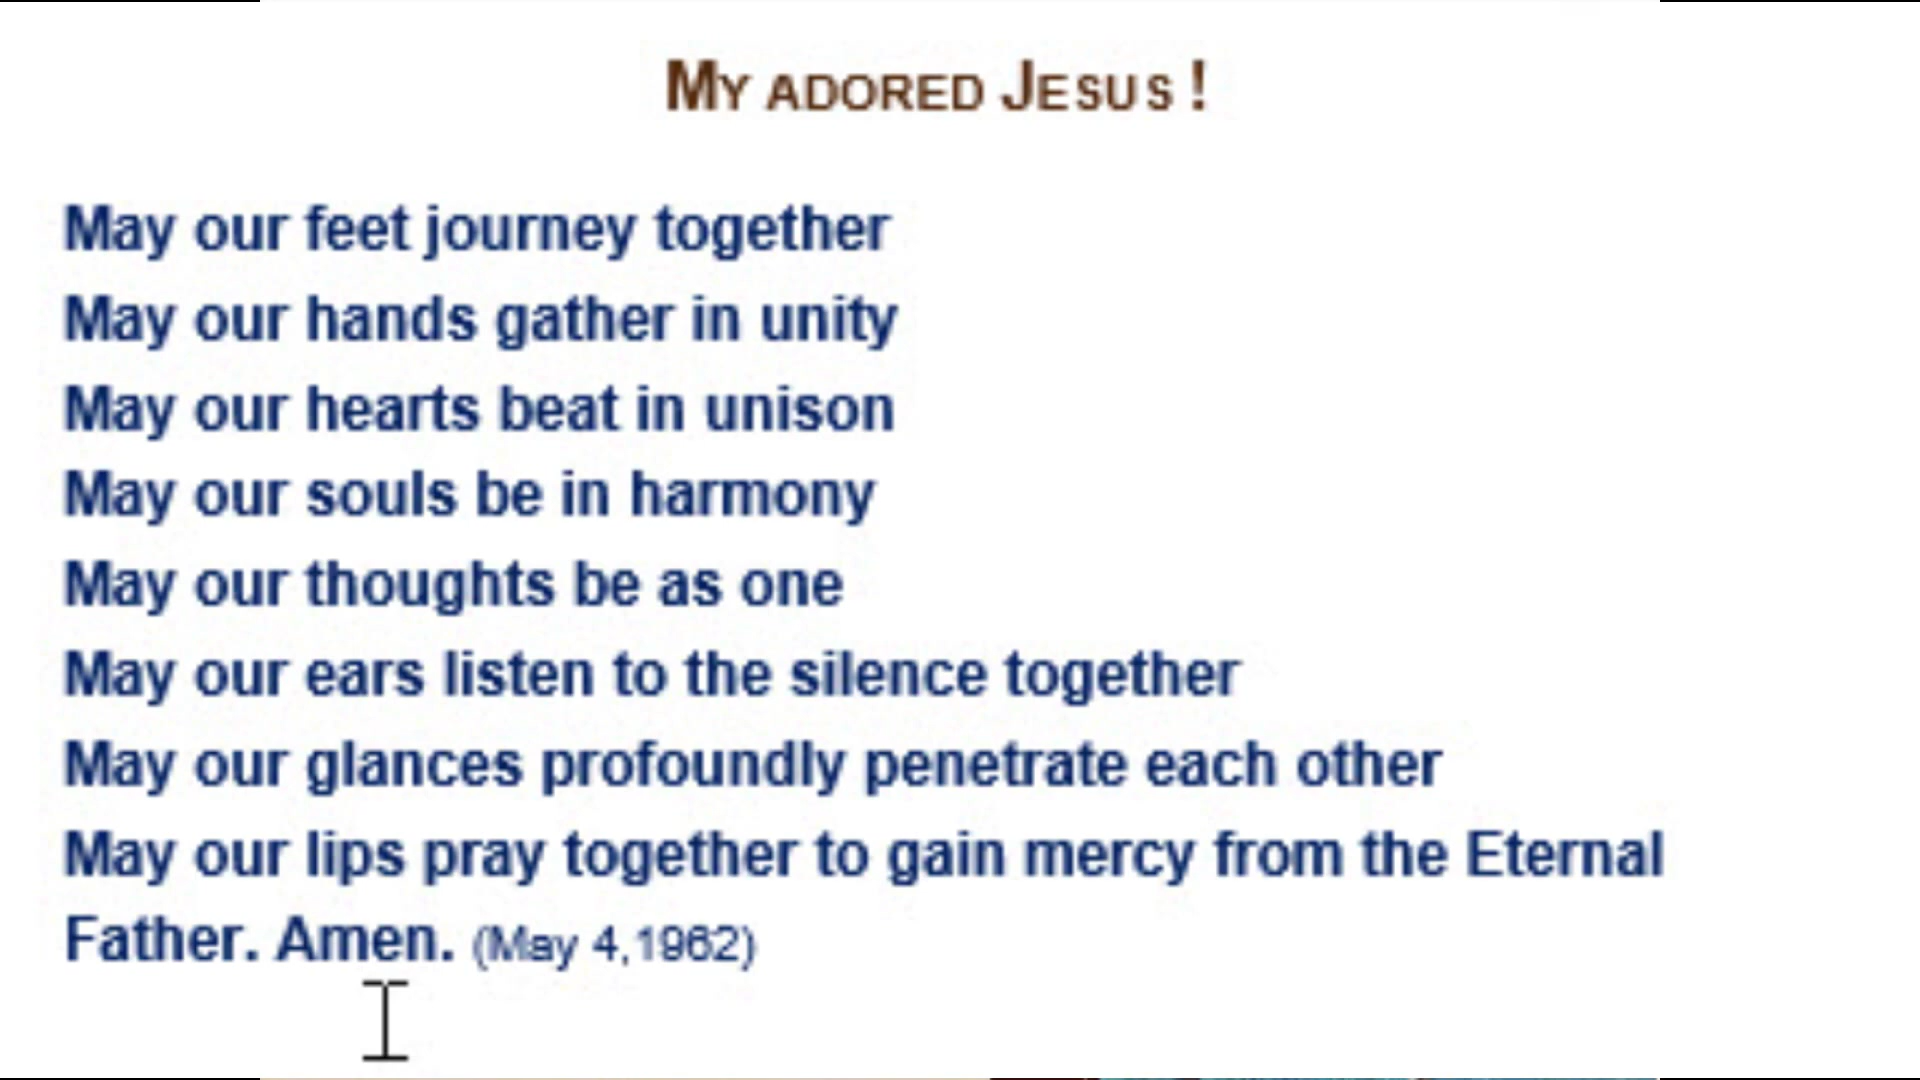 MY ADORED JESUS !
May our feet journey together
May our hands gather in unity
May our hearts beat in unison
May our souls be in harmony
May our thoughts be as one
May our ears listen to the silence together
May our glances profoundly penetrate each other
May our lips pray together to gain mercy from the Eternal
Father. Amen. (May 4,1962)